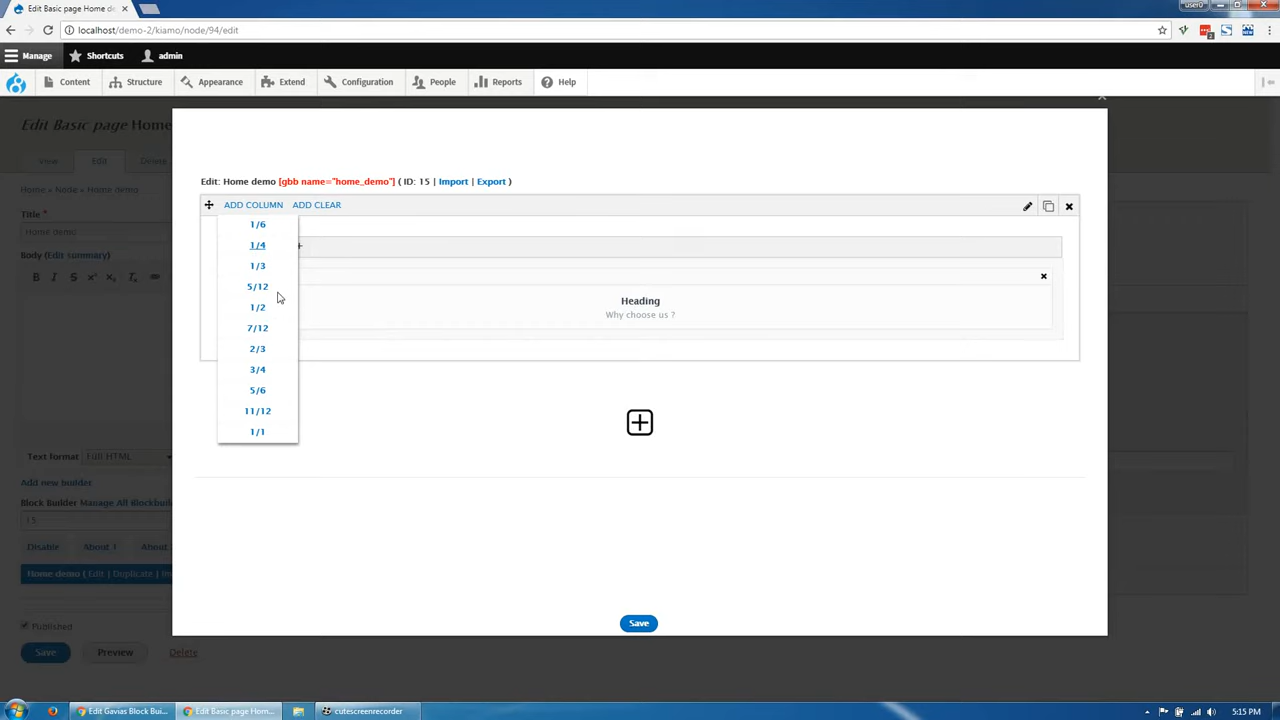 Edit Basic page Home de
user0
localhost/demo-2/kiamo/node/94/edit
2
Manage
Shortcuts
admin
Content
Structure
Appearance
Extend
Configuration
People
Reports
Help
Edit Basic page Home
View
Edit
Delete
Home » Node » Home demo
Title *
Home demo
Body (Edit summary)
Text format
Full HTML
Add new builder
Block Builder Manage All Blockbuild
15
Disable
About 1
About
Home demo ( Edit | Duplicate |
Published
Save
Preview
Delete
Edit: Home demo [gbb name="home_demo"] ( ID: 15 | Import | Export )
ADD COLUMN
ADD CLEAR
1/6
1/4
1/3
5/12
1/2
7/12
2/3
3/4
5/6
11/12
1/1
Heading
Why choose us ?
Save
Edit Gavias Block Bui...
Edit Basic page Hom...
cutescreenrecorder
5:15 PM